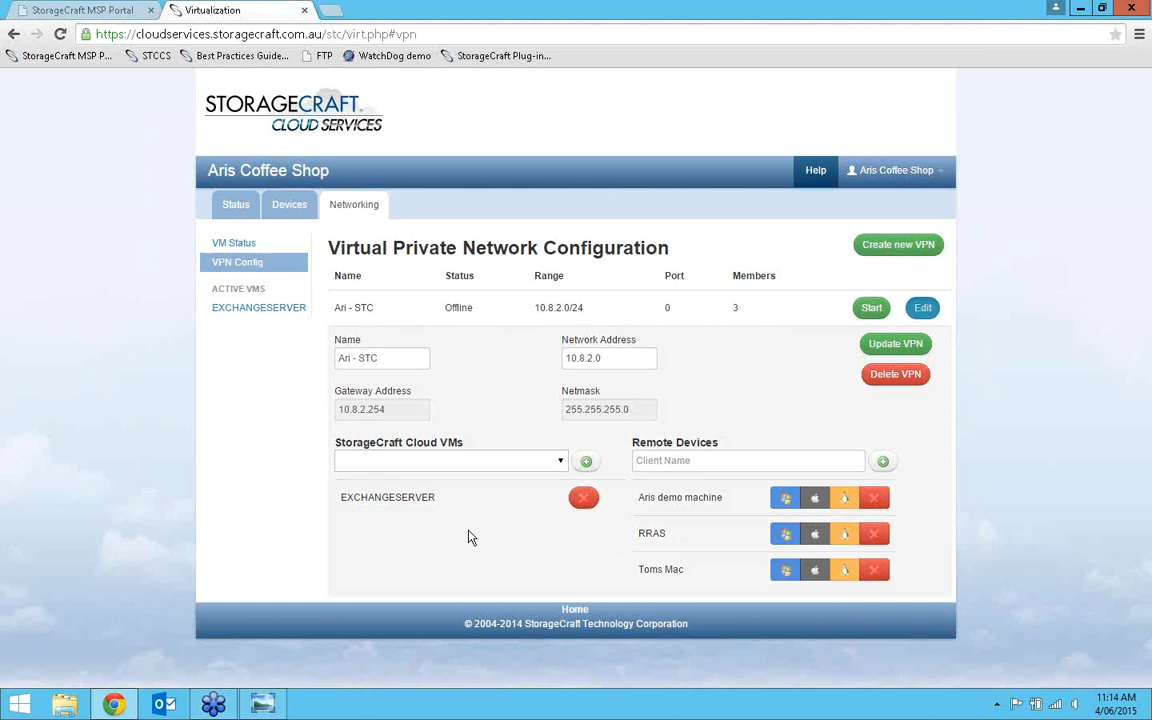 StorageCraft MSP Portal
Virtualization
https://cloudservices.storagecraft.com.au/stc/virt.php#vpn
StorageCraft MSP P...
STCCS
Best Practices Guide...
FTP
WatchDog demo
StorageCraft Plug-in...
STORAGECRAFT
CLOUD SERVICES
Aris Coffee Shop
Help
Aris Coffee Shop
Status
Devices
Networking
VM Status
VPN Config
ACTIVE VMS
EXCHANGESERVER
Virtual Private Network Configuration
Create new VPN
Name Status Range Port Members
Ari - STC Offline 10.8.2.0/24 0 3 Start Edit
Name Network Address
Ari - STC 10.8.2.0
Update VPN
Delete VPN
Gateway Address Netmask
10.8.2.254 255.255.255.0
StorageCraft Cloud VMs
EXCHANGESERVER
Remote Devices
Client Name
Aris demo machine
RRAS
Toms Mac
Home
© 2004-2014 StorageCraft Technology Corporation
11:14 AM
4/06/2015